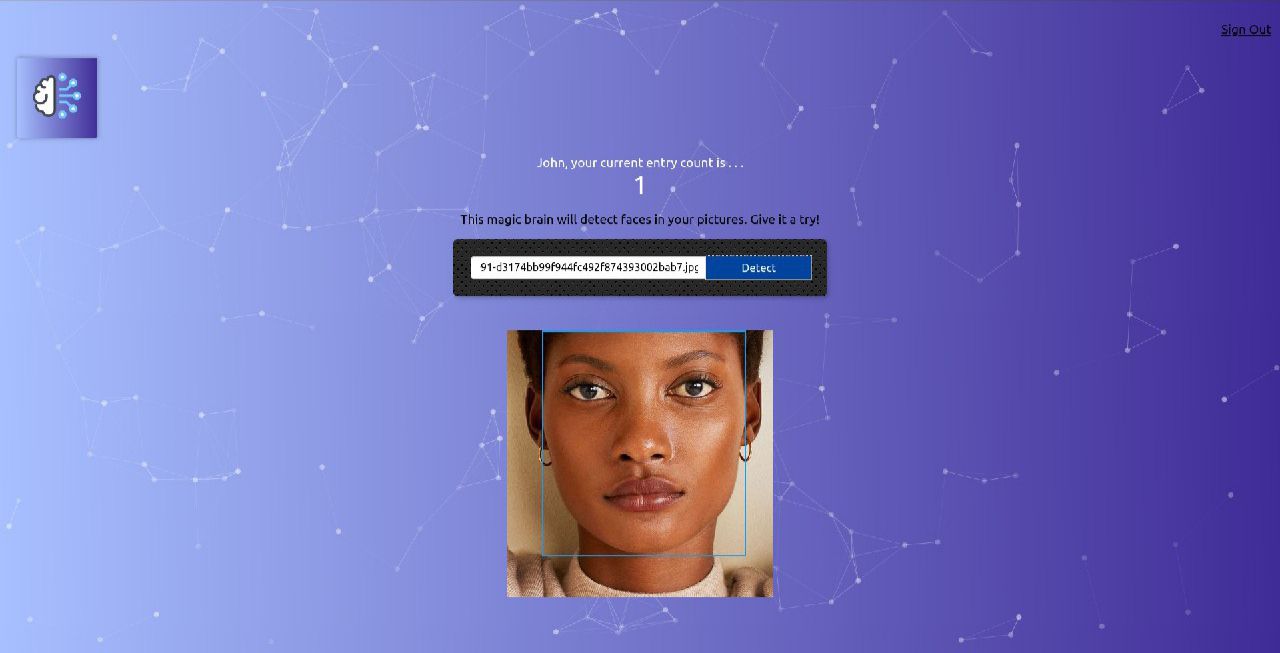 Sign Out
John, your current entry count is . . .
1
This magic brain will detect faces in your pictures. Give it a try!
91-d3174bb99f944fc492f874393002bab7.jpg Detect